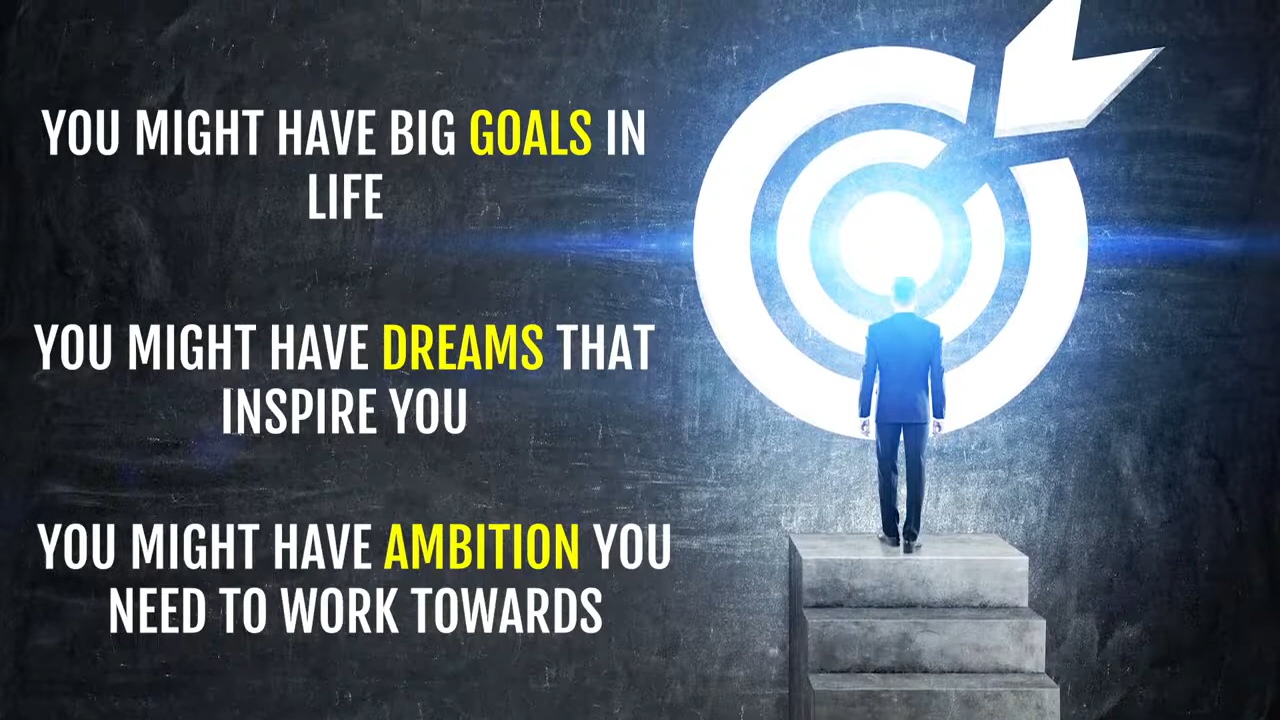 YOU MIGHT HAVE BIG GOALS IN
LIFE
YOU MIGHT HAVE DREAMS THAT
INSPIRE YOU
YOU MIGHT HAVE AMBITION YOU
NEED TO WORK TOWARDS